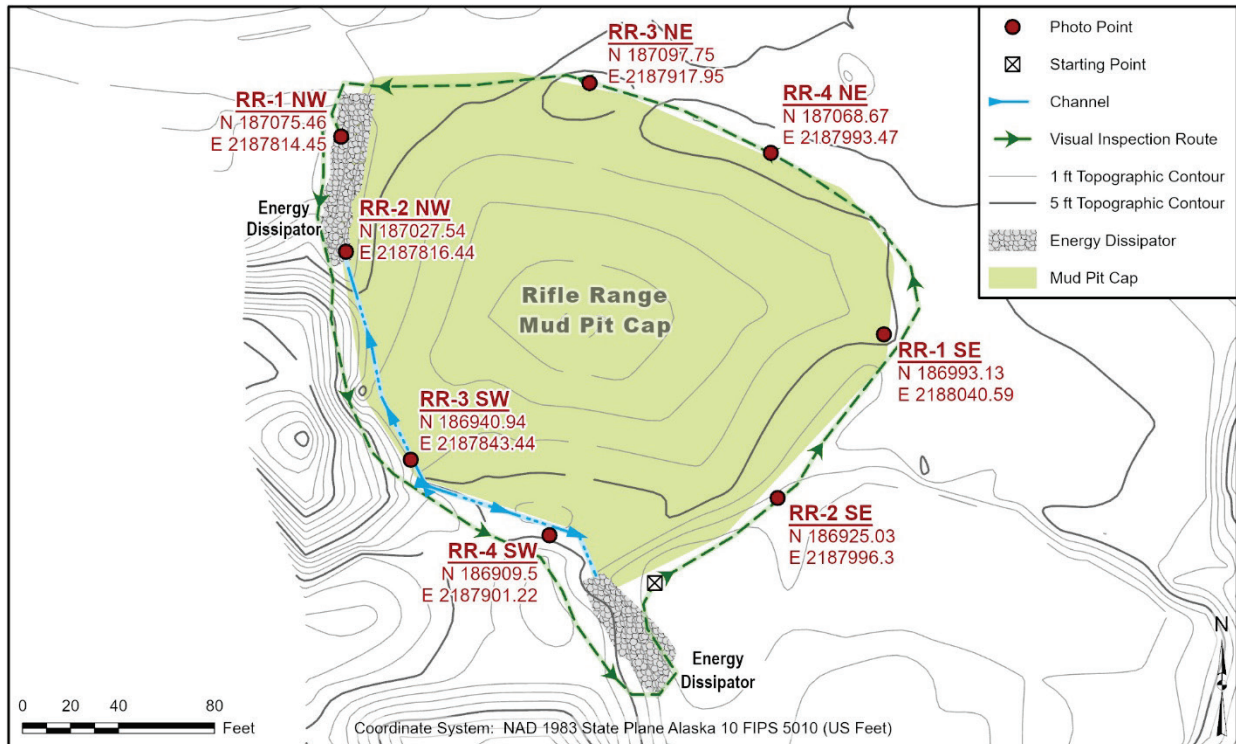 RR-3 NE
N 187097.75
E 2187917.95
RR-1 NW
N 187075.46
E 2187814.45
RR-4 NE
N 187068.67
E 2187993.47
Energy
Dissipator
RR-2 NW
N 187027.54
E 2187816.44
Rifle Range
Mud Pit Cap
RR-1 SE
N 186993.13
E 2188040.59
RR-3 SW
N 186940.94
E 2187843.44
RR-2 SE
N 186925.03
E 2187996.3
RR-4 SW
N 186909.5
E 2187901.22
Energy
Dissipator
Photo Point
Starting Point
Channel
Visual Inspection Route
1 ft Topographic Contour
5 ft Topographic Contour
Energy Dissipator
Mud Pit Cap
N
0 20 40 80
Feet
Coordinate System: NAD 1983 State Plane Alaska 10 FIPS 5010 (US Feet)